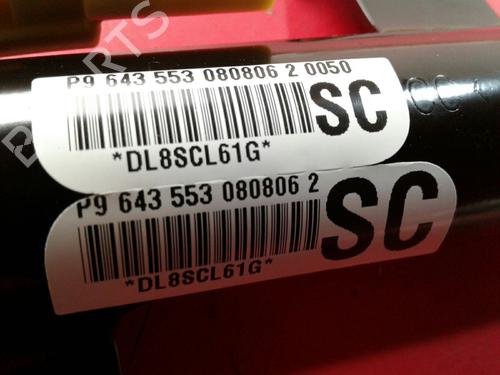 P9 643 553 080806 2 0050
SC
*DL8SCL61G*
P9 643 553 080806 2
SC
*DL8SCL61G*